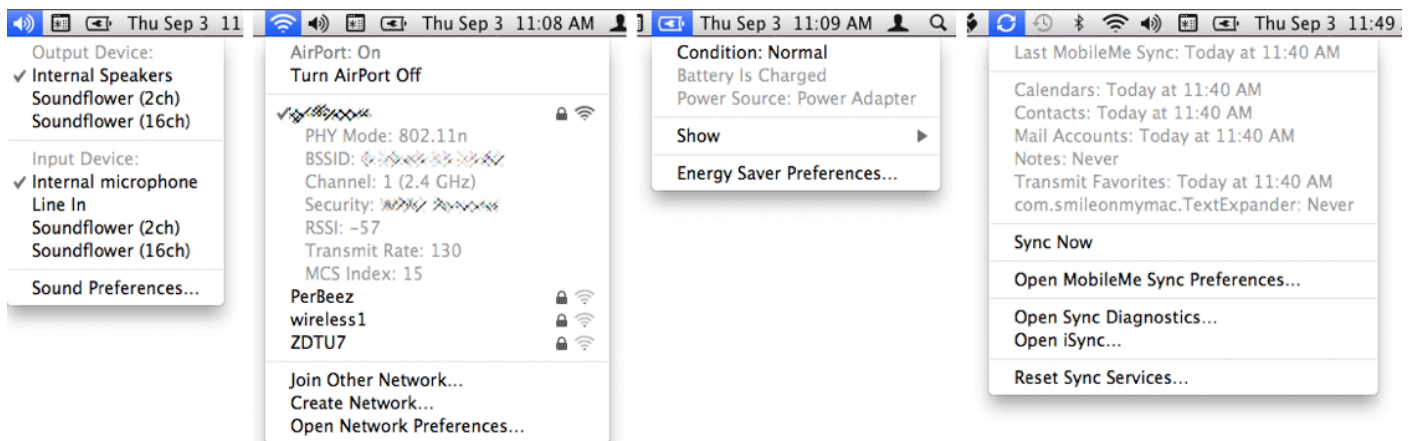 Thu Sep 3 11
Output Device:
✓ Internal Speakers
Soundflower (2ch)
Soundflower (16ch)
Input Device:
✓ Internal microphone
Line In
Soundflower (2ch)
Soundflower (16ch)
Sound Preferences...
Thu Sep 3 11:08 AM
AirPort: On
Turn AirPort Off
PHY Mode: 802.11n
BSSID:
Channel: 1 (2.4 GHz)
Security:
RSSI: -57
Transmit Rate: 130
MCS Index: 15
PerBeez
wireless1
ZDTU7
Join Other Network...
Create Network...
Open Network Preferences...
Thu Sep 3 11:09 AM
Condition: Normal
Battery Is Charged
Power Source: Power Adapter
Show
Energy Saver Preferences...
Thu Sep 3 11:49
Last MobileMe Sync: Today at 11:40 AM
Calendars: Today at 11:40 AM
Contacts: Today at 11:40 AM
Mail Accounts: Today at 11:40 AM
Notes: Never
Transmit Favorites: Today at 11:40 AM
com.smileonmymac.TextExpander: Never
Sync Now
Open MobileMe Sync Preferences...
Open Sync Diagnostics...
Open iSync...
Reset Sync Services...